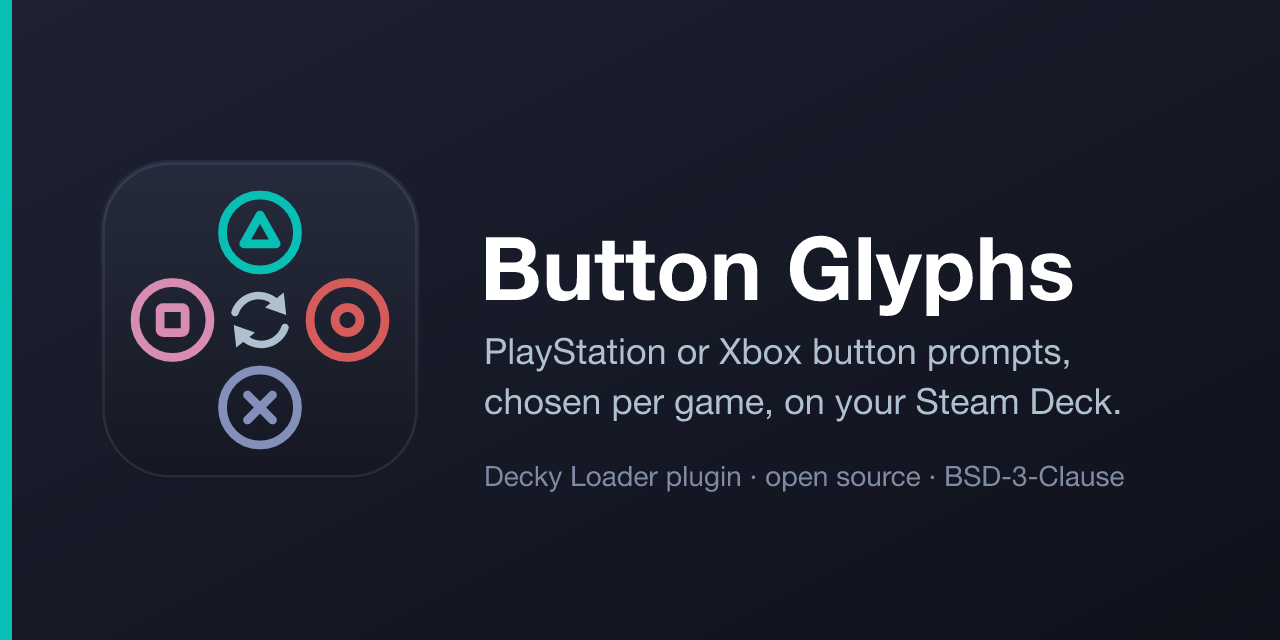 Button Glyphs
PlayStation or Xbox button prompts,
chosen per game, on your Steam Deck.
Decky Loader plugin · open source · BSD-3-Clause